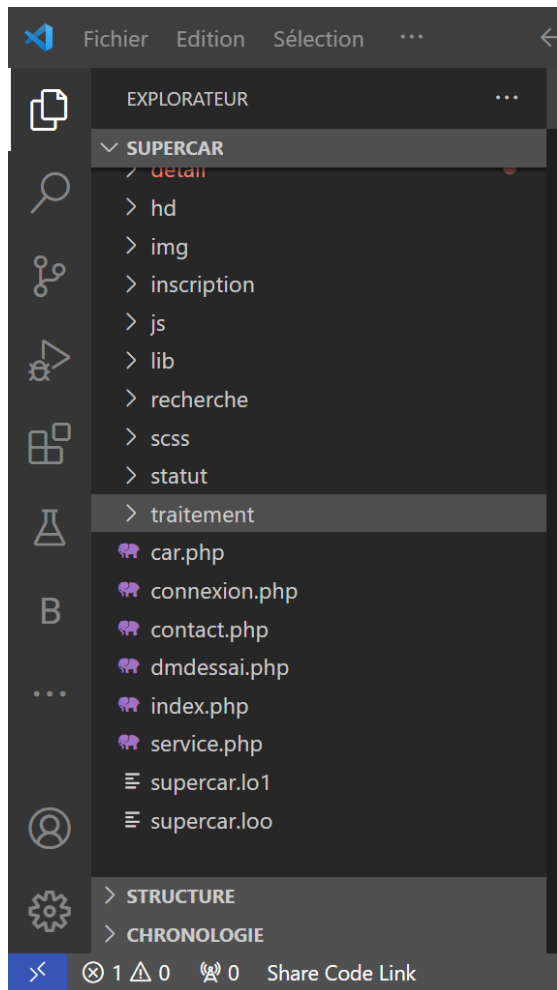 Fichier Edition Sélection ...
EXPLORATEUR ...
SUPERCAR
detail
hd
img
inscription
js
lib
recherche
scss
statut
traitement
car.php
connexion.php
contact.php
dmdessai.php
index.php
service.php
supercar.lo1
supercar.loo
B
STRUCTURE
CHRONOLOGIE
1 0 0 Share Code Link